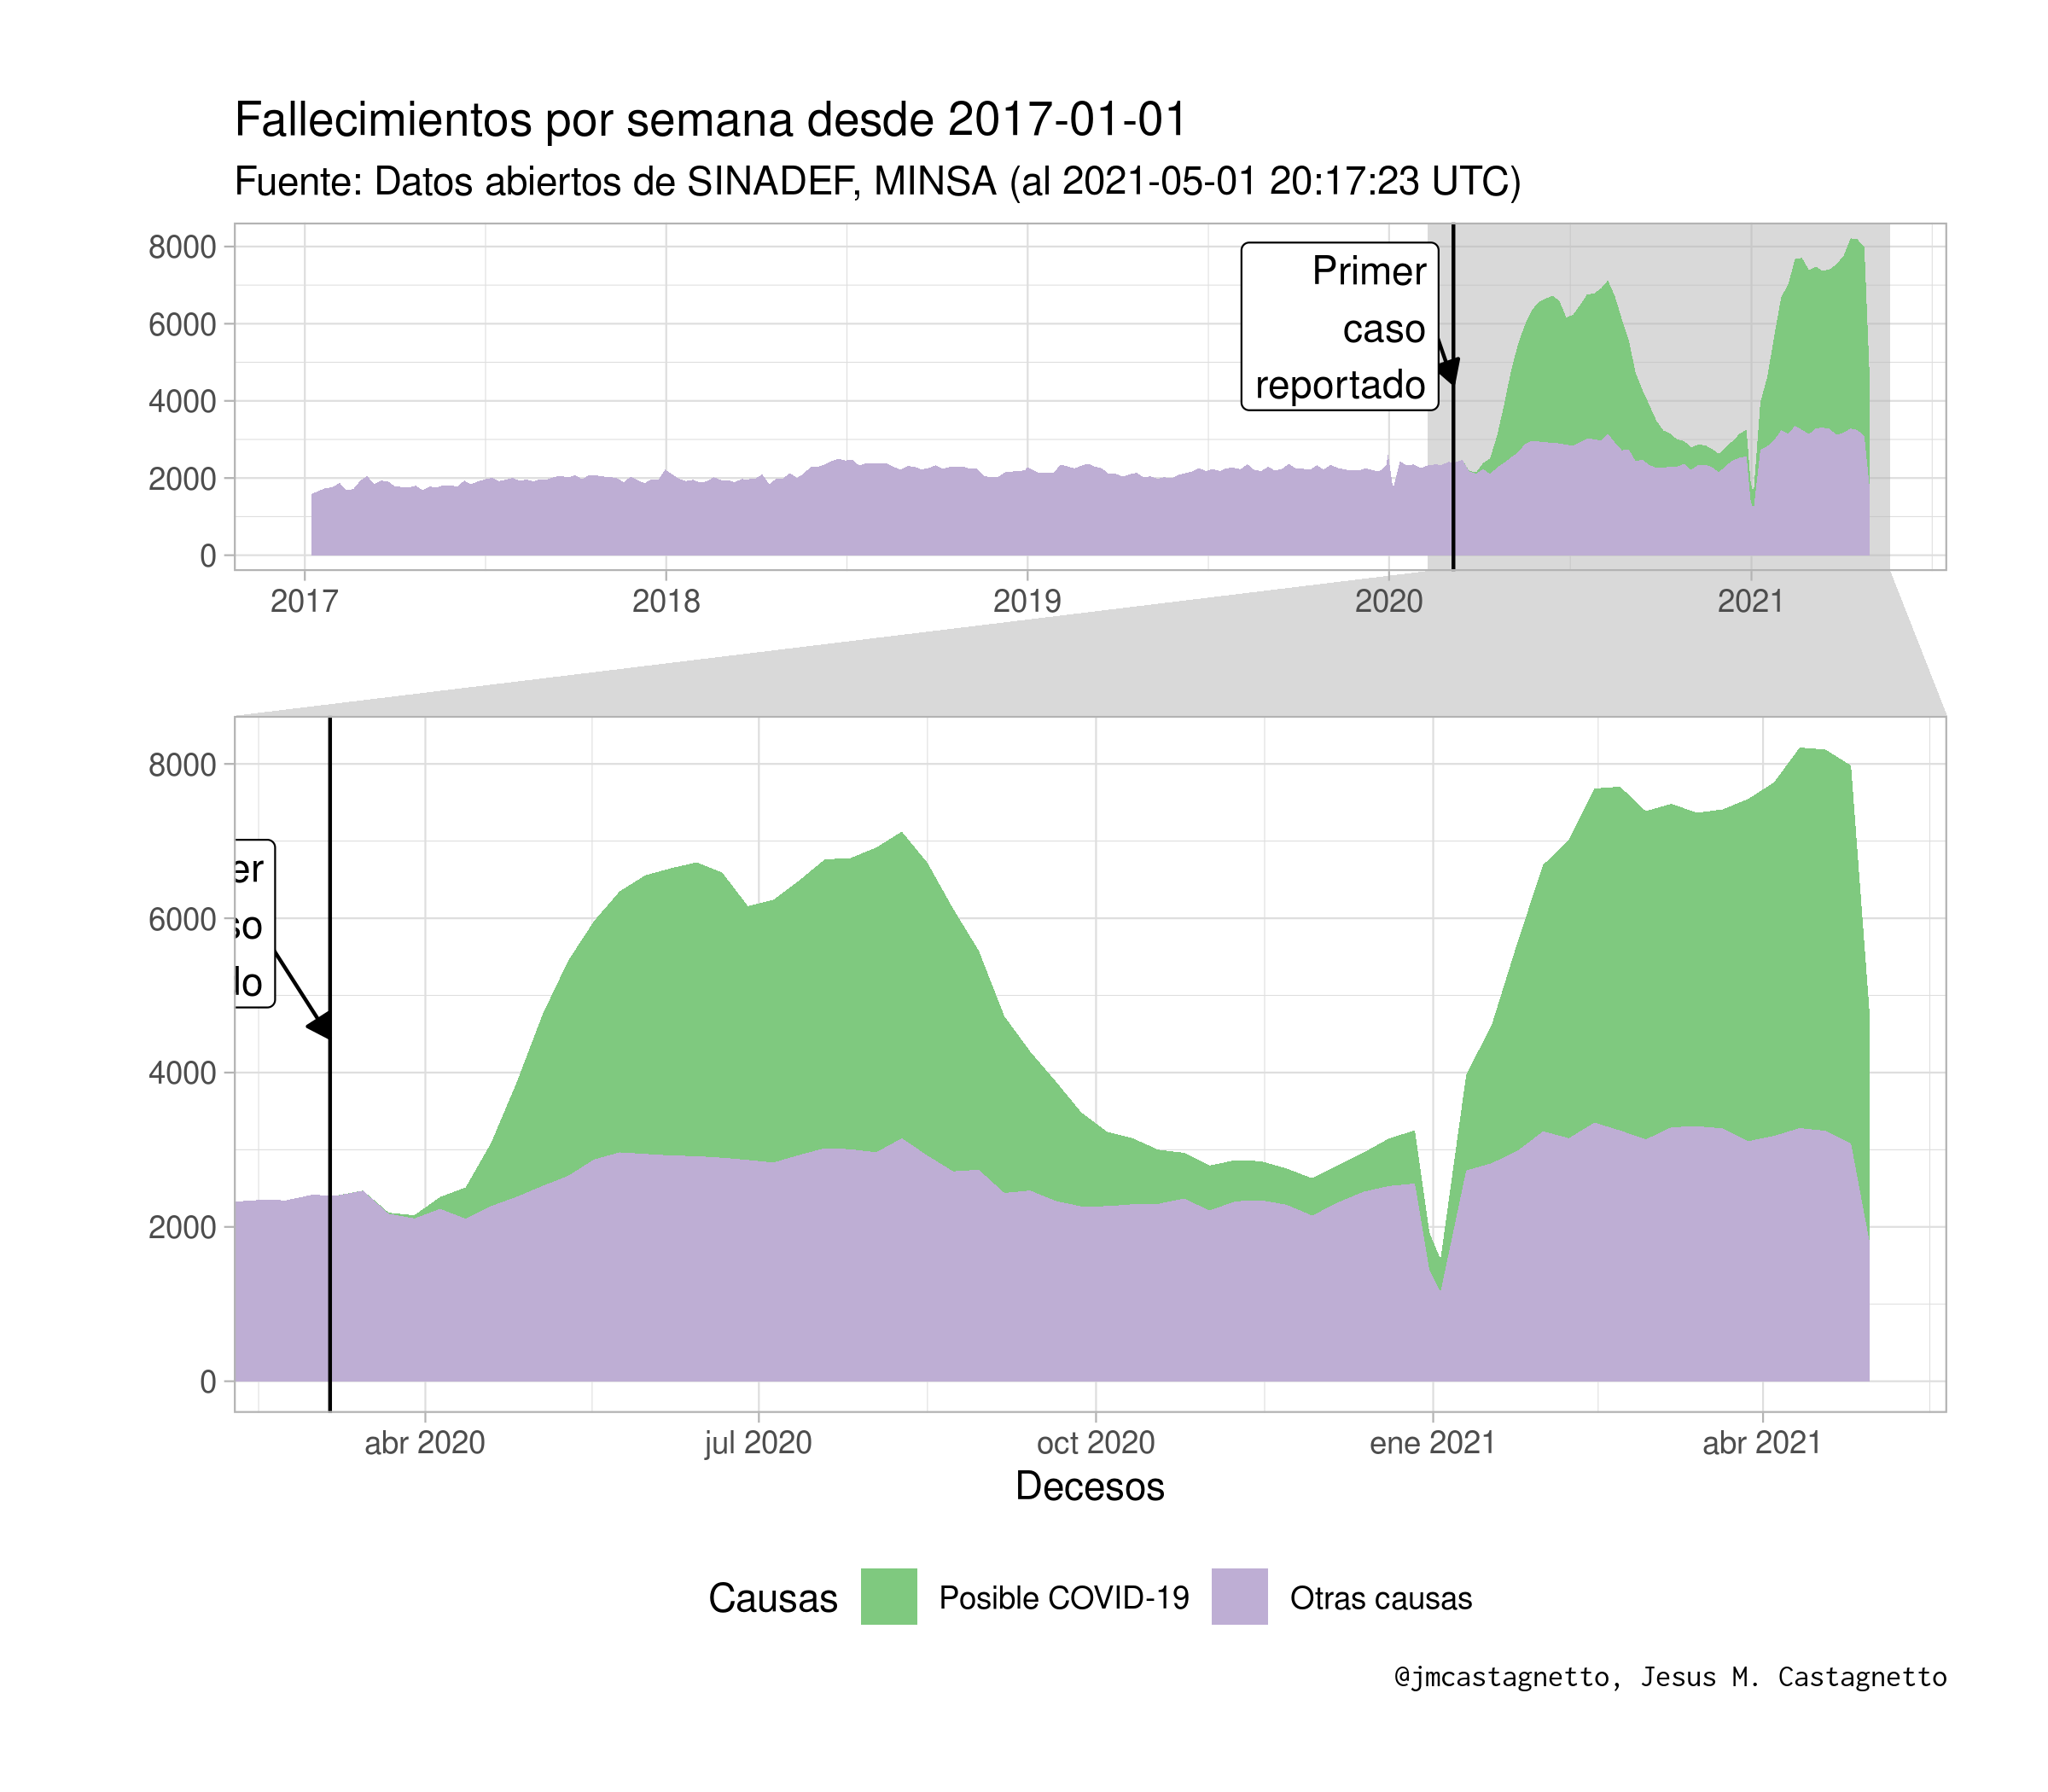 Fallecimientos por semana desde 2017-01-01
Fuente: Datos abiertos de SINADEF, MINSA (al 2021-05-01 20:17:23 UTC)
8000
6000
4000
2000
0
Primer
caso
reportado
2017
2018
2019
2020
2021
8000
6000
4000
2000
0
er
so
lo
abr 2020
jul 2020
oct 2020
ene 2021
abr 2021
Decesos
Causas
Posible COVID-19
Otras causas
@jmcastagnetto, Jesus M. Castagnetto